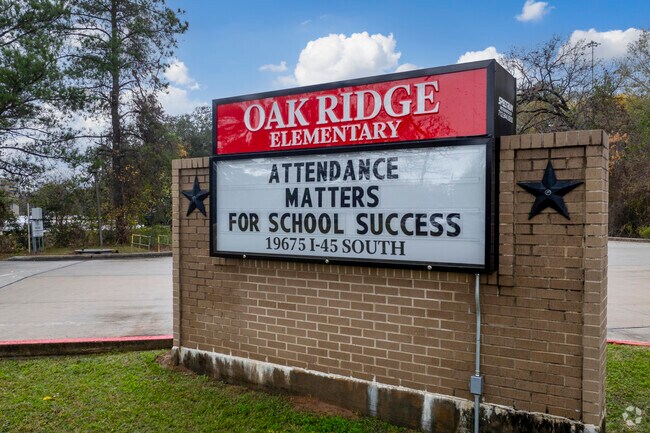 OAK RIDGE
ELEMENTARY
ATTENDANCE
MATTERS
FOR SCHOOL SUCCESS
19675 I-45 SOUTH